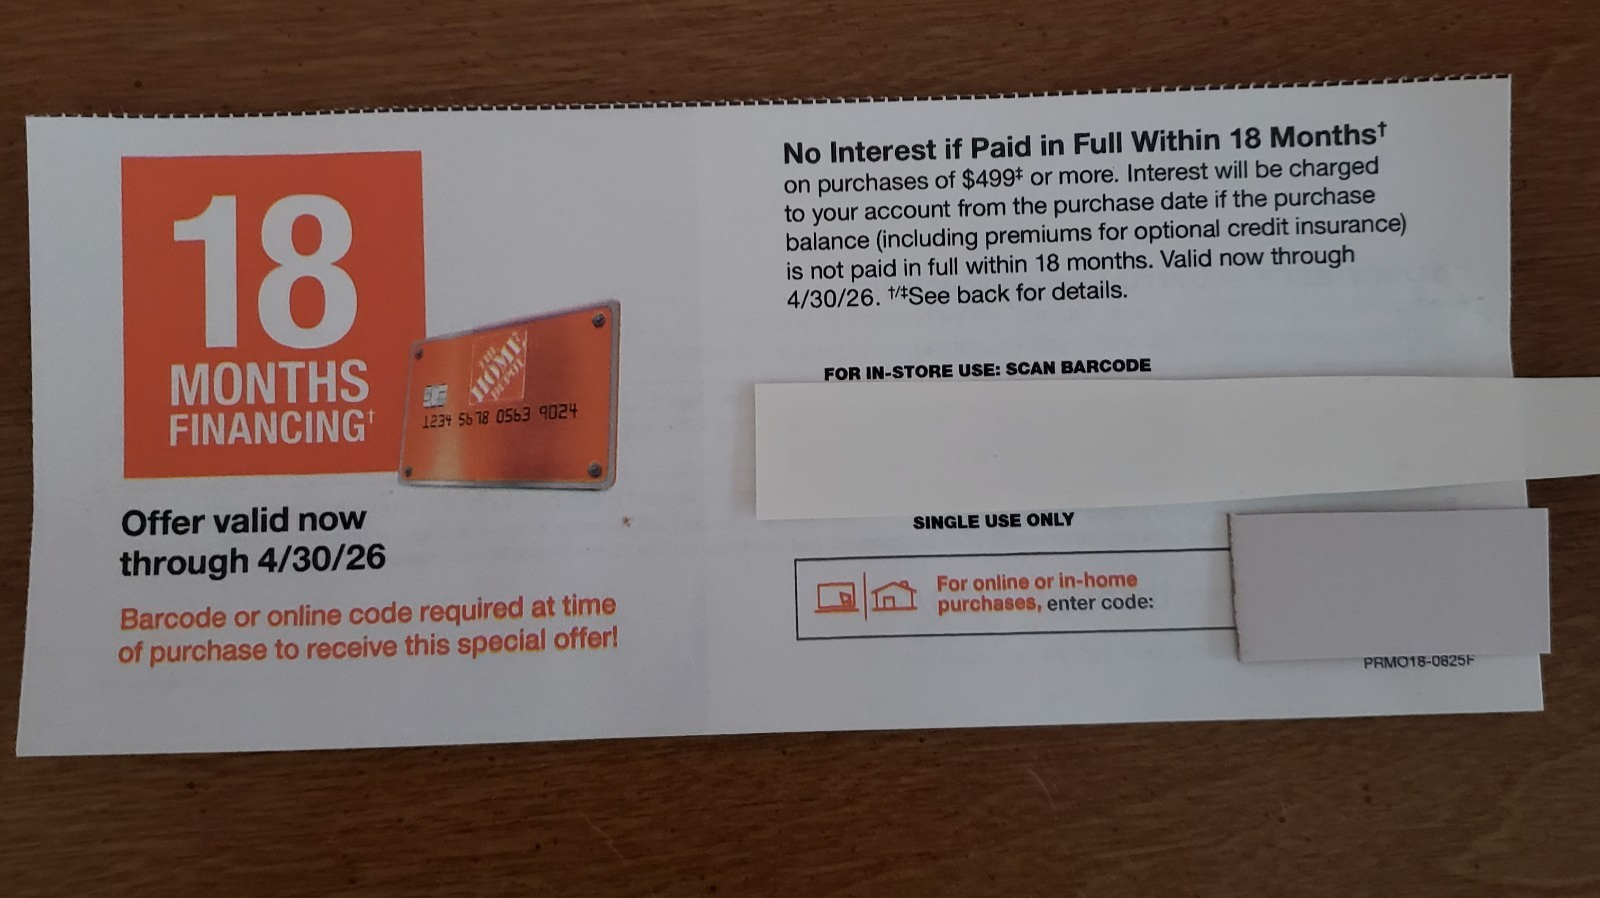 18
MONTHS
FINANCING†
THE
HOME
DEPOT
1234 5678 0563 9024
Offer valid now
through 4/30/26
Barcode or online code required at time
of purchase to receive this special offer!
No Interest if Paid in Full Within 18 Months†
on purchases of $499‡ or more. Interest will be charged
to your account from the purchase date if the purchase
balance (including premiums for optional credit insurance)
is not paid in full within 18 months. Valid now through
4/30/26. †/‡See back for details.
FOR IN-STORE USE: SCAN BARCODE
SINGLE USE ONLY
For online or in-home
purchases, enter code:
PRMO18-0825F